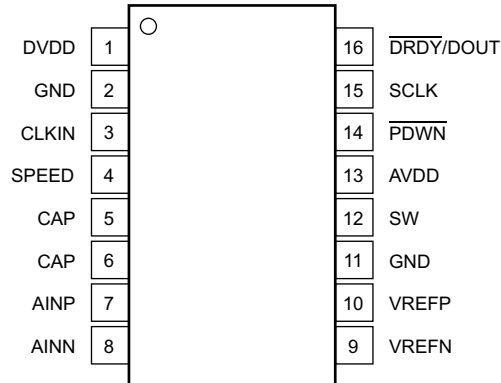 DVDD 1 16 DRDY/DOUT
GND 2 15 SCLK
CLKIN 3 14 PDWN
SPEED 4 13 AVDD
CAP 5 12 SW
CAP 6 11 GND
AINP 7 10 VREFP
AINN 8 9 VREFN